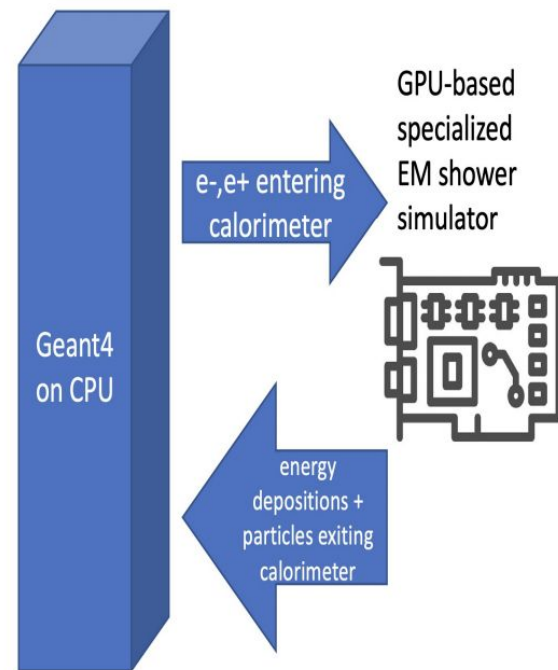 GPU-based
specialized
EM shower
simulator
e-,e+ entering
calorimeter
Geant4
on CPU
energy
depositions +
particles exiting
calorimeter